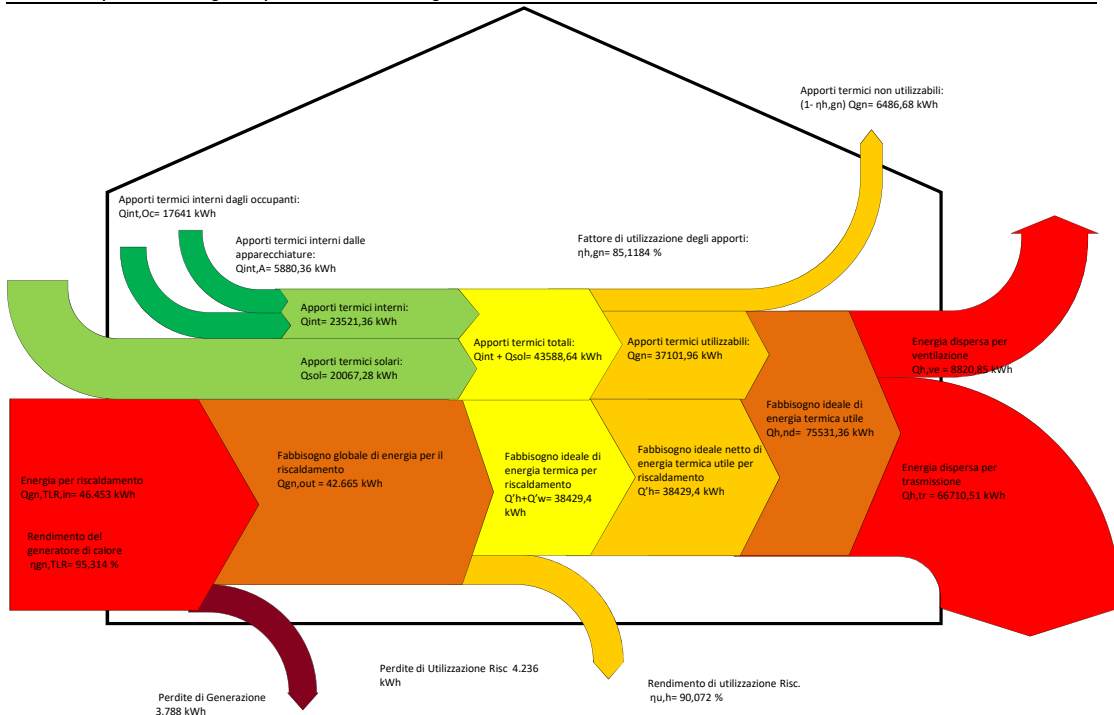 Apporti termici non utilizzabili:
(1- ηh,gn) Qgn= 6486,68 kWh
Apporti termici interni dagli occupanti:
Qint,Oc= 17641 kWh
Apporti termici interni dalle
apparecchiature:
Qint,A= 5880,36 kWh
Fattore di utilizzazione degli apporti:
ηh,gn= 85,1184 %
Apporti termici interni:
Qint= 23521,36 kWh
Apporti termici solari:
Qsol= 20067,28 kWh
Apporti termici totali:
Qint + Qsol= 43588,64 kWh
Apporti termici utilizzabili:
Qgn= 37101,96 kWh
Energia dispersa per
ventilazione
Qh,ve = 8820,85 kWh
Fabbisogno ideale di
energia termica utile
Qh,nd= 75531,36 kWh
Energia per riscaldamento
Qgn,TLR,in= 46.453 kWh
Rendimento del
generatore di calore
ηgn,TLR= 95,314 %
Fabbisogno globale di energia per il
riscaldamento
Qgn,out = 42.665 kWh
Fabbisogno ideale di
energia termica per
riscaldamento
Q'h+Q'w= 38429,4
kWh
Fabbisogno ideale netto di
energia termica utile per
riscaldamento
Q'h= 38429,4 kWh
Energia dispersa per
trasmissione
Qh,tr = 66710,51 kWh
Perdite di Generazione
3.788 kWh
Perdite di Utilizzazione Risc 4.236
kWh
Rendimento di utilizzazione Risc.
ηu,h= 90,072 %